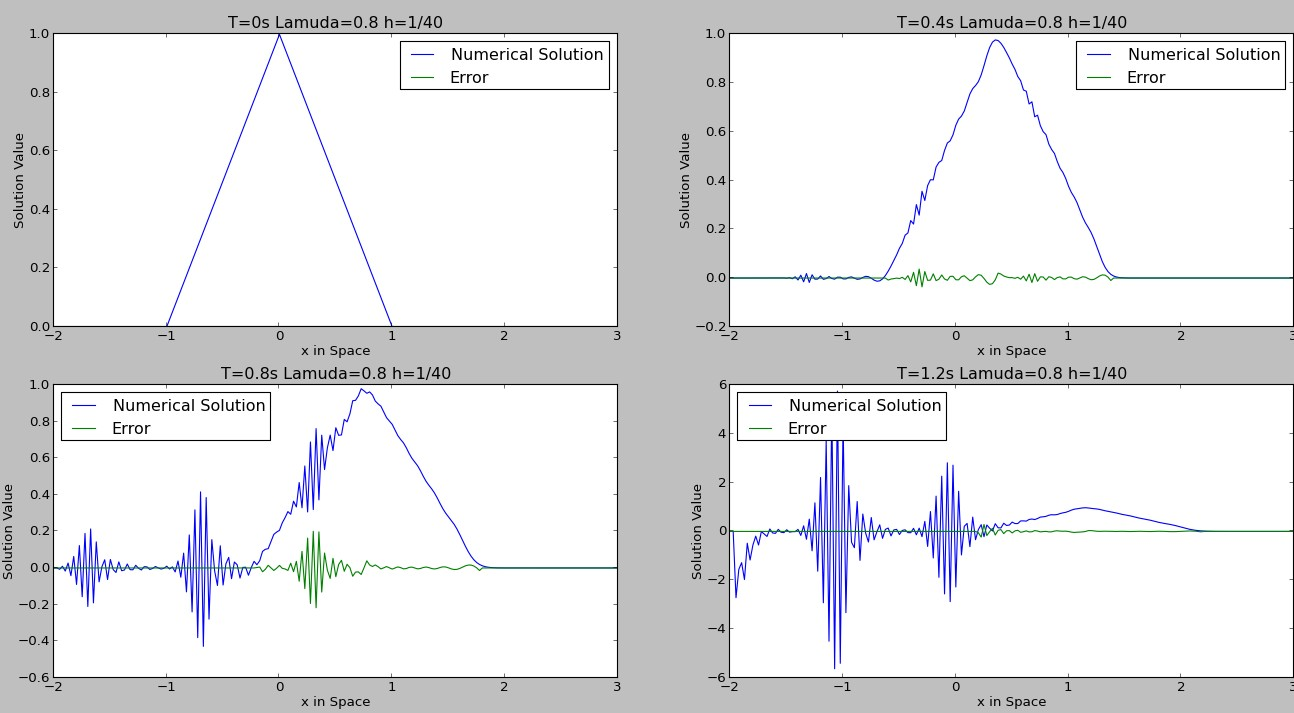 T=0s Lamuda=0.8 h=1/40
1.0
0.8
0.6
0.4
0.2
0.0
Solution Value
Numerical Solution
Error
−2 −1 0 1 2 3
x in Space
T=0.4s Lamuda=0.8 h=1/40
1.0
0.8
0.6
0.4
0.2
0.0
−0.2
Solution Value
Numerical Solution
Error
−2 −1 0 1 2 3
x in Space
T=0.8s Lamuda=0.8 h=1/40
1.0
0.8
0.6
0.4
0.2
0.0
−0.2
−0.4
−0.6
Solution Value
Numerical Solution
Error
−2 −1 0 1 2 3
x in Space
T=1.2s Lamuda=0.8 h=1/40
6
4
2
0
−2
−4
−6
Solution Value
Numerical Solution
Error
−2 −1 0 1 2 3
x in Space